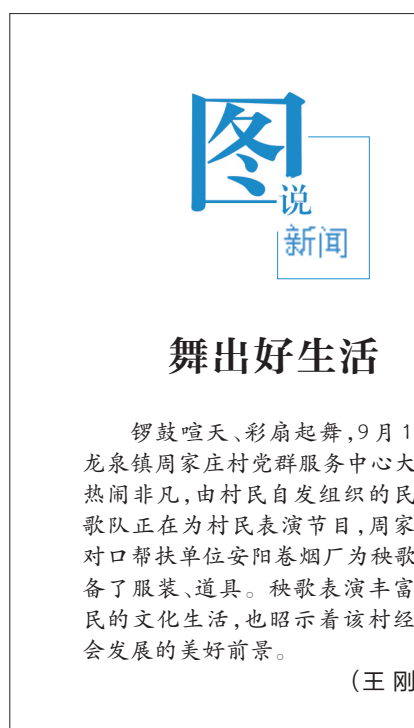 图
说
新闻
舞出好生活
锣鼓喧天、彩扇起舞,9月1
龙泉镇周家庄村党群服务中心大
热闹非凡,由村民自发组织的民
歌队正在为村民表演节目,周家
对口帮扶单位安阳卷烟厂为秧歌
备了服装、道具。秧歌表演丰富
民的文化生活,也昭示着该村经
会发展的美好前景。
(王 刚